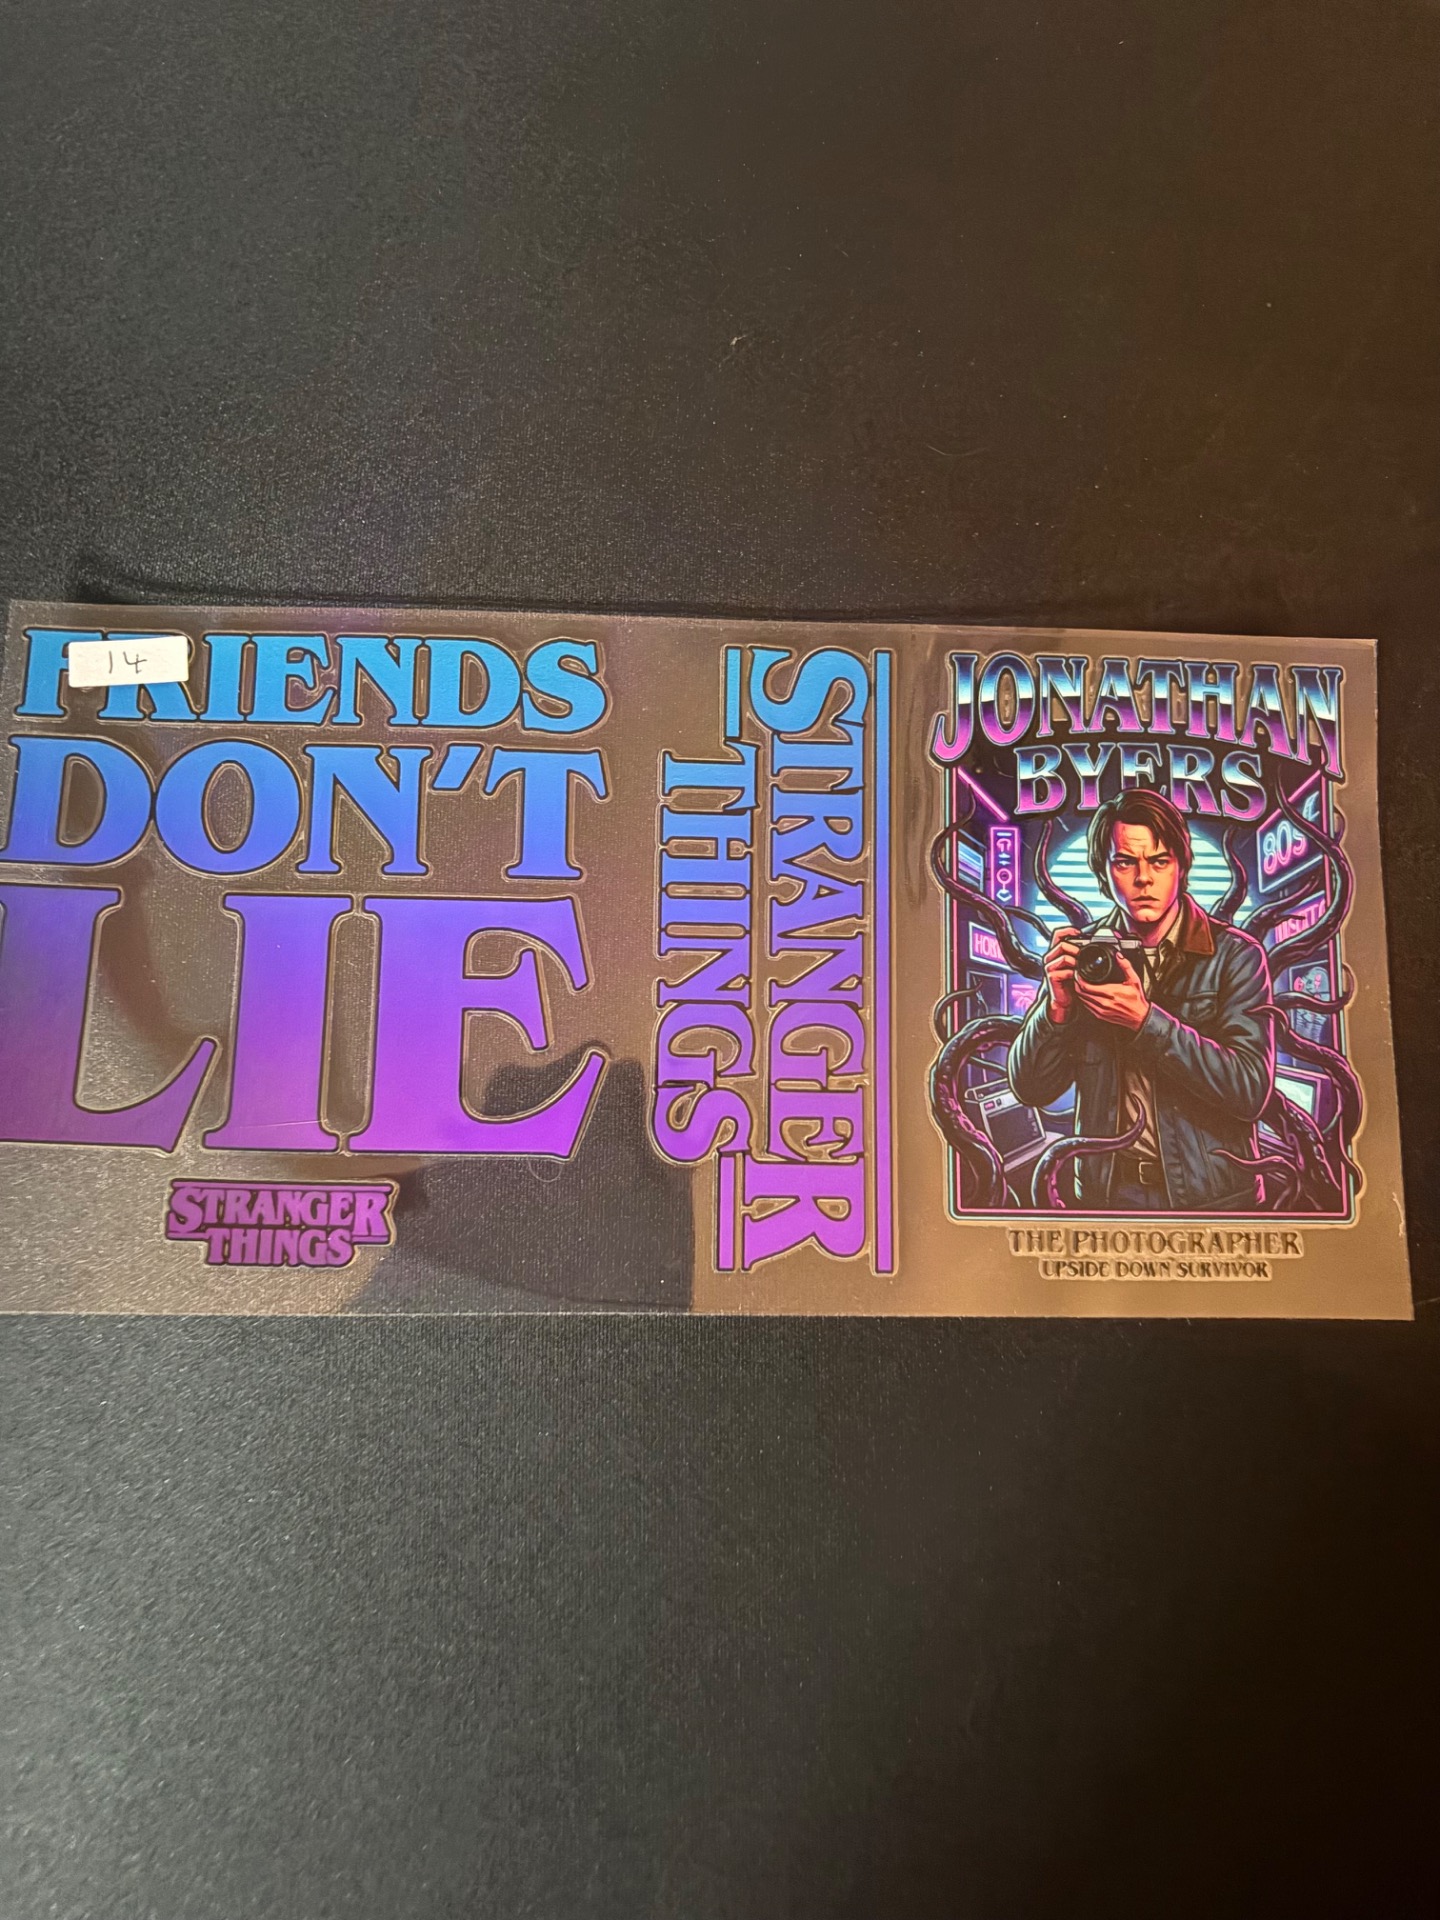 14
FRIENDS
DON'T
LIE
STRANGER
THINGS
STRANGER
THINGS
JONATHAN
BYERS
80s
THE PHOTOGRAPHER
UPSIDE DOWN SURVIVOR